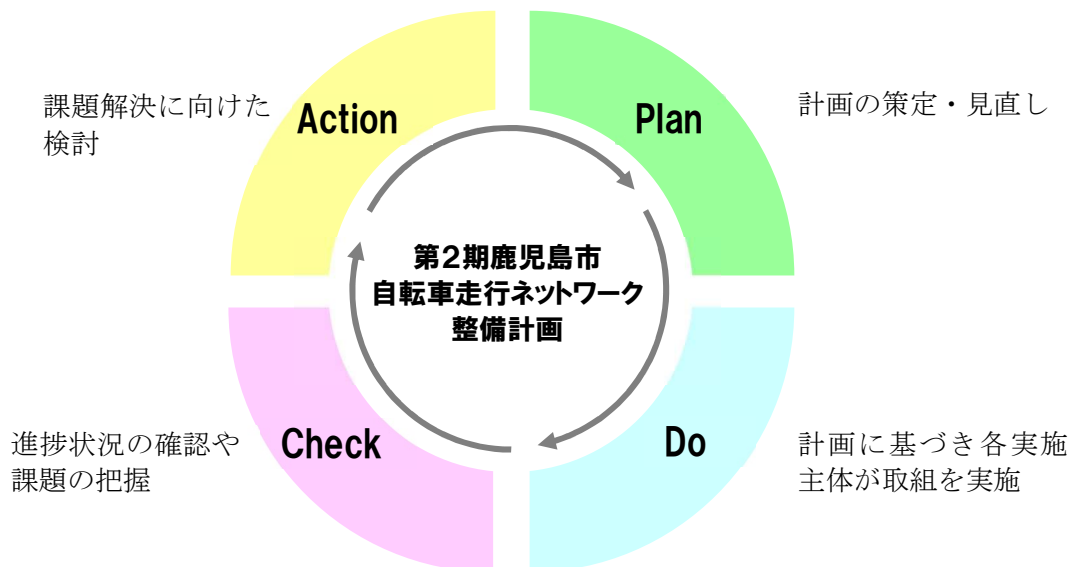 課題解決に向けた
検討
Action
Plan
計画の策定・見直し
第2期鹿児島市
自転車走行ネットワーク
整備計画
進捗状況の確認や
課題の把握
Check
Do
計画に基づき各実施
主体が取組を実施